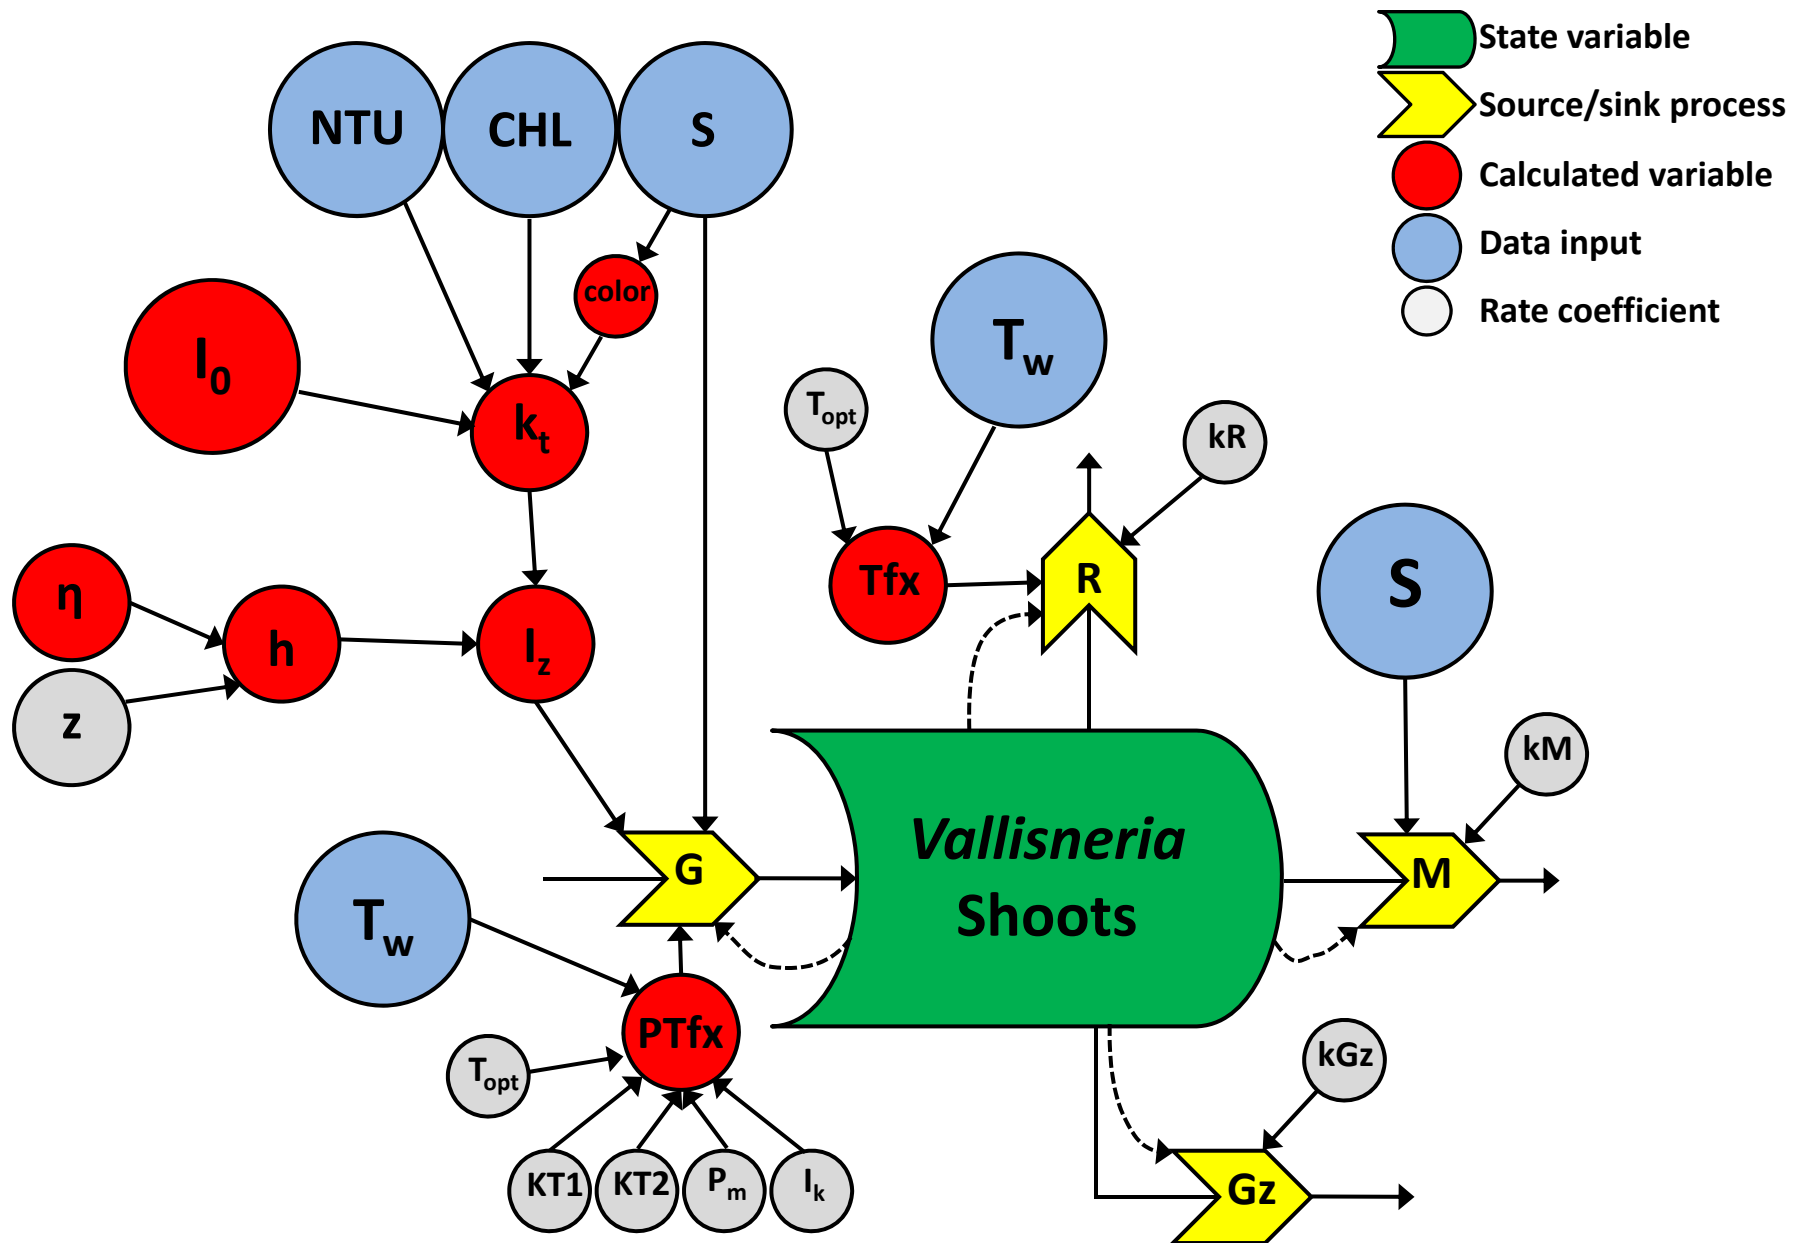 State variable
Source/sink process
Calculated variable
Data input
Rate coefficient
NTU
CHL
S
color
I0
kt
Tw
Topt
kR
Tfx
R
S
η
h
Iz
z
kM
Vallisneria
Shoots
G
M
Tw
PTfx
Topt
kGz
KT1
KT2
Pm
Ik
Gz